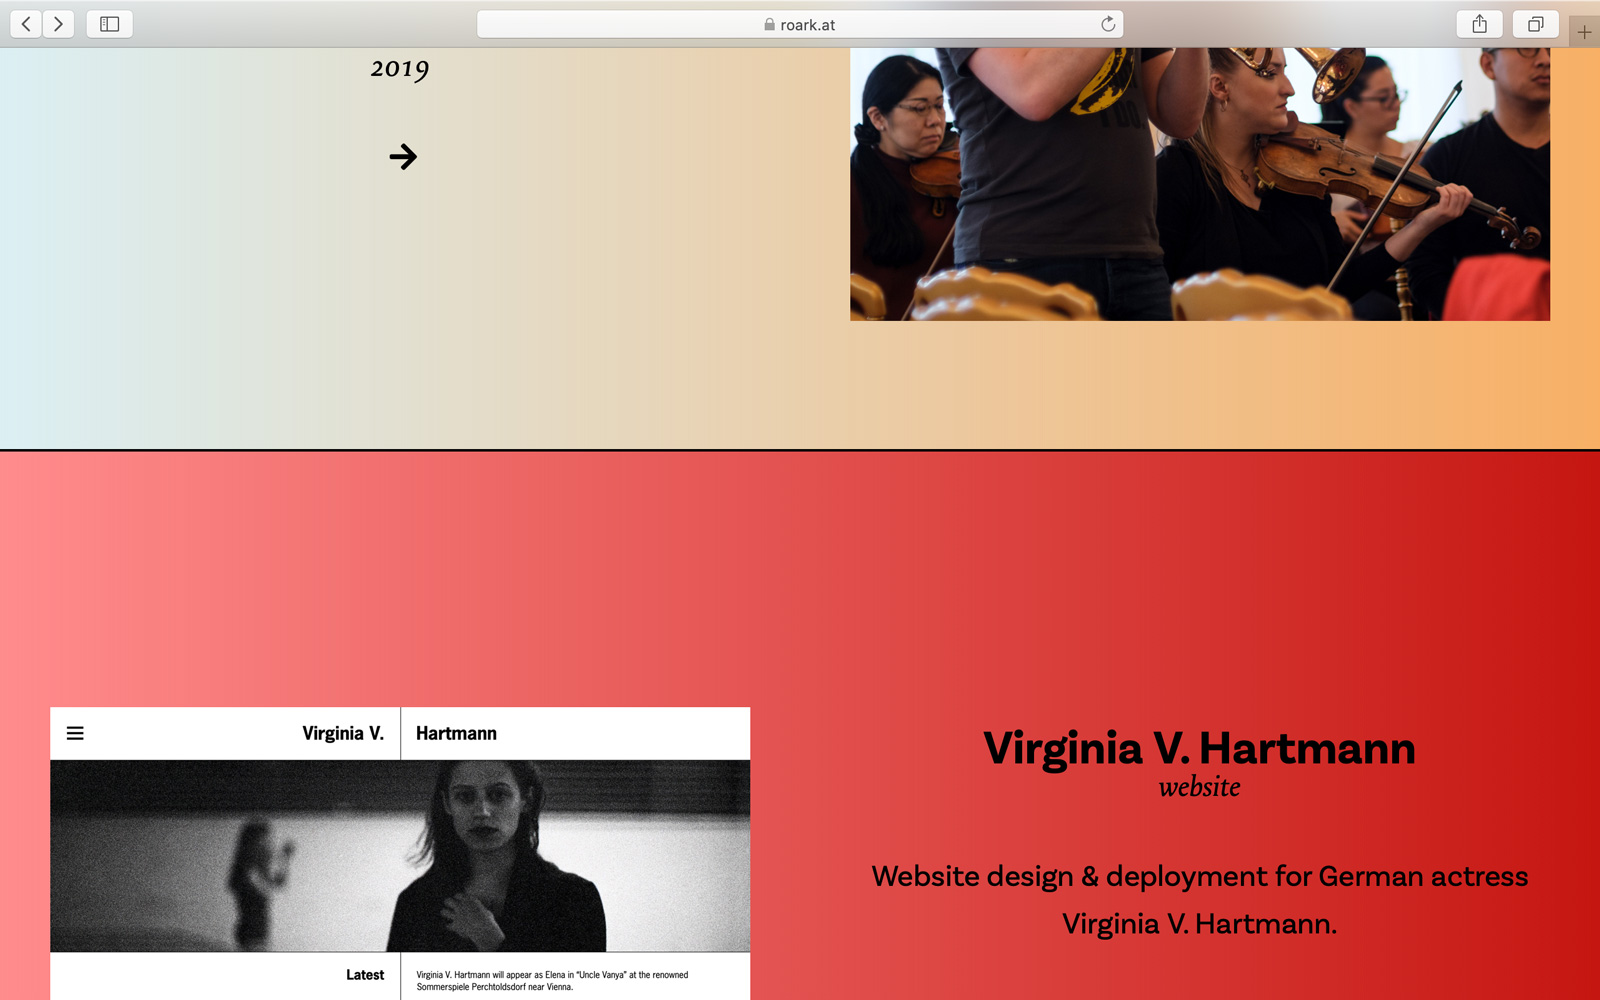 roark.at
2019
Virginia V. Hartmann
Virginia V. Hartmann
website
Website design & deployment for German actress
Virginia V. Hartmann.
Latest
Virginia V. Hartmann will appear as Elena in “Uncle Vanya” at the renowned
Sommerspiele Perchtoldsdorf near Vienna.